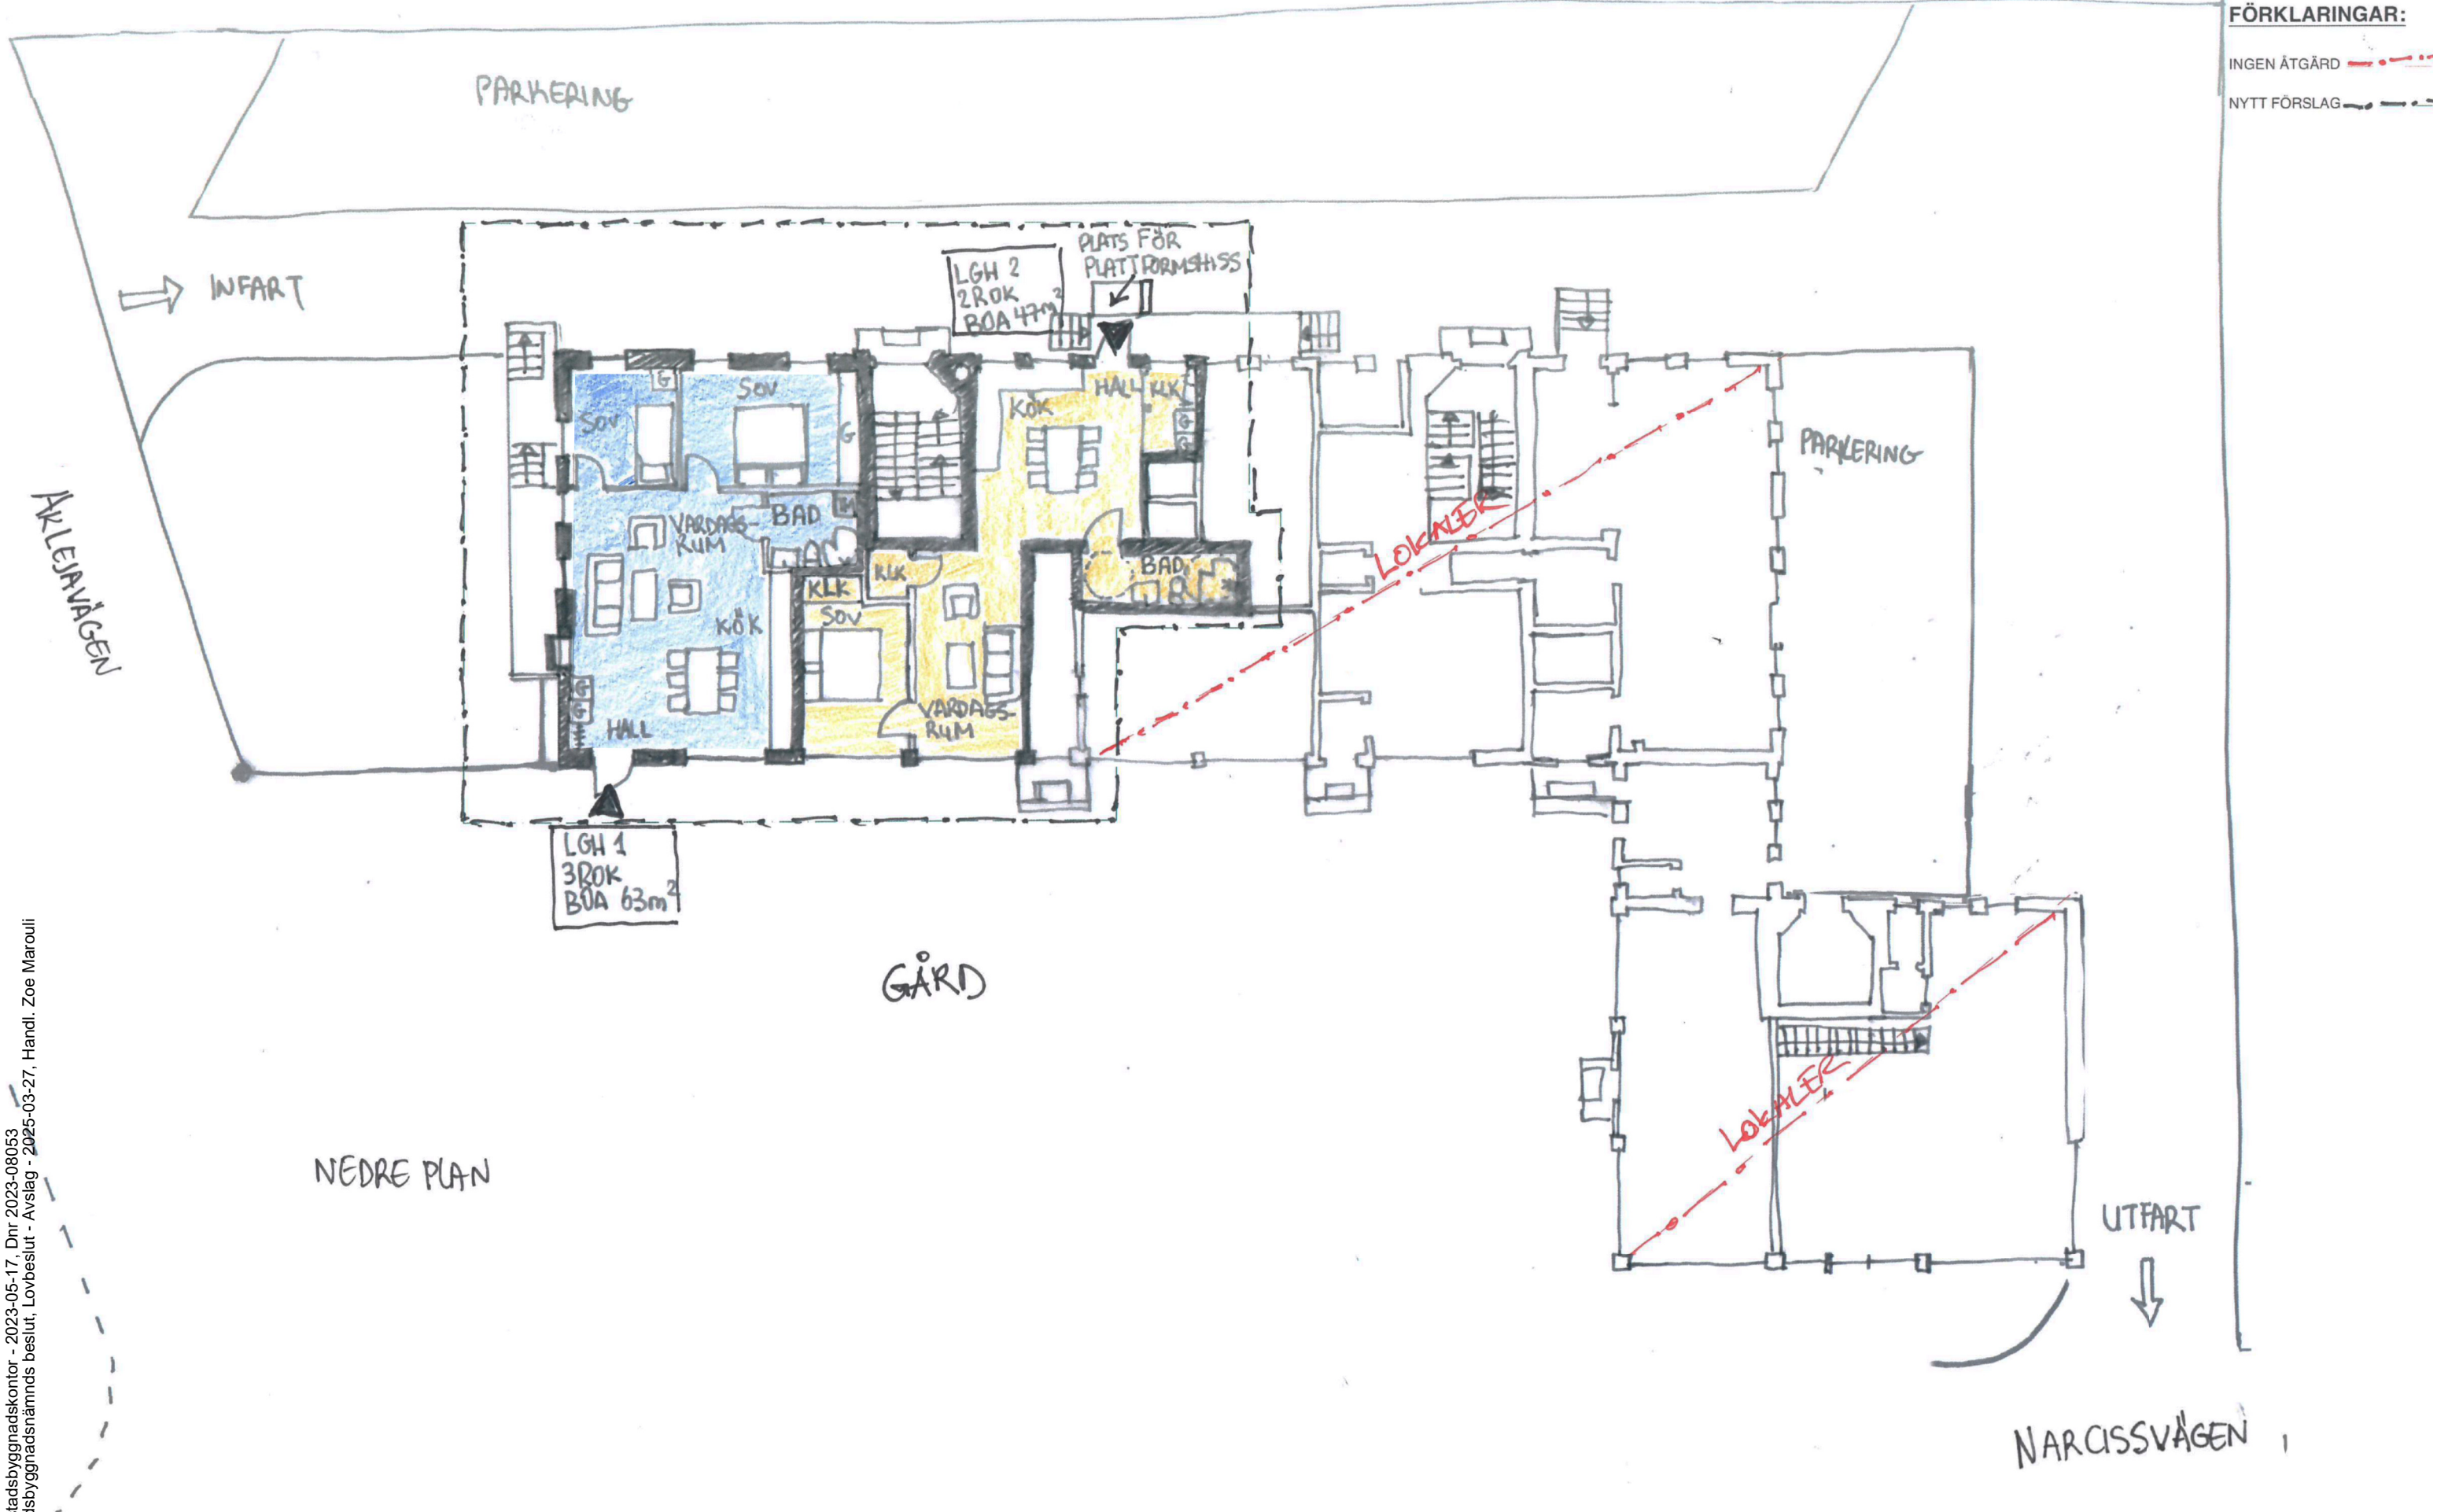 FÖRKLARINGAR:
INGEN ÅTGÄRD
NYTT FÖRSLAG
PARKERING
INFART
AKLEJAVÄGEN
LGH 2
2ROK
BOA 47m²
PLATS FÖR
PLATTFORMSHISS
SOV
G
SOV
G
VARDAGS-
RUM
BAD
KÖK
G
G
HALL
KÖK
HALL
KLK
G
G
KLK
KLK
SOV
VARDAGS-
RUM
BAD
LOKALER
PARKERING
LGH 1
3ROK
BOA 63m²
GÅRD
NEDRE PLAN
LOKALER
UTFART
NARCISSVÄGEN
tadsbyggnadskontor - 2023-05-17, Dnr 2023-08053
dsbyggnadsnämnds beslut, Lovbeslut - Avslag - 2025-03-27, Handl. Zoe Marouli